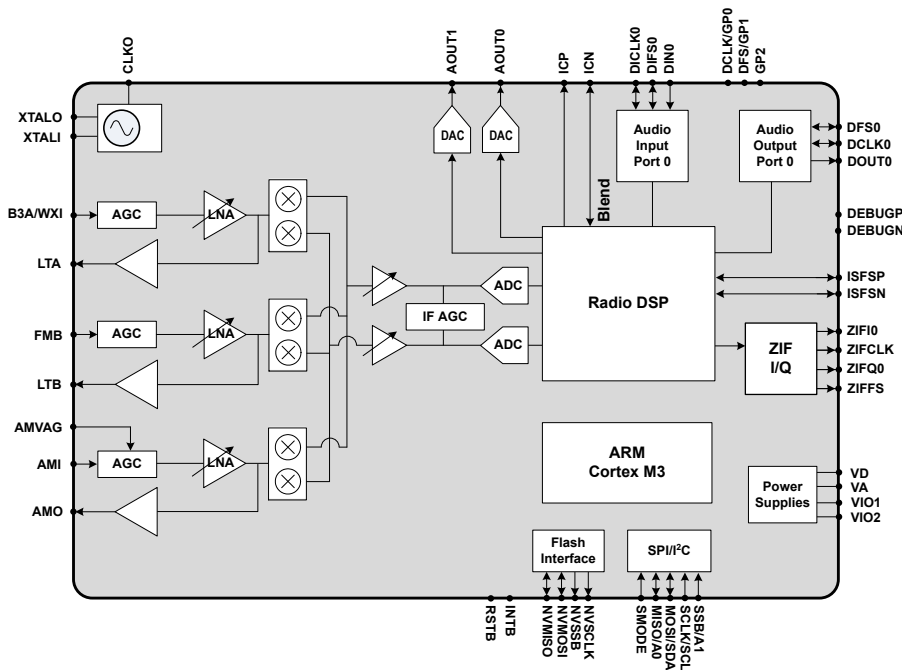 CLKO
AOUT1
AOUT0
ICP
ICN
DICLK0
DIFS0
DIN0
DCLK/GP0
DFS/GP1
GP2
XTALO
XTALI
DAC
DAC
Audio
Input
Port 0
Audio
Output
Port 0
DFS0
DCLK0
DOUT0
Blend
B3A/WXI
AGC
LNA
LTA
DEBUGP
DEBUGN
ADC
Radio DSP
ISFSP
ISFSN
IF AGC
FMB
AGC
LNA
ADC
ZIF
I/Q
ZIFI0
ZIFCLK
ZIFQ0
ZIFFS
LTB
AMVAG
AMI
AGC
LNA
AMO
ARM
Cortex M3
Power
Supplies
VD
VA
VIO1
VIO2
Flash
Interface
SPI/I²C
RSTB
INTB
NVMISO
NVMOSI
NVSSB
NVSCLK
SMODE
MISO/A0
MOSI/SDA
SCLK/SCL
SSB/A1